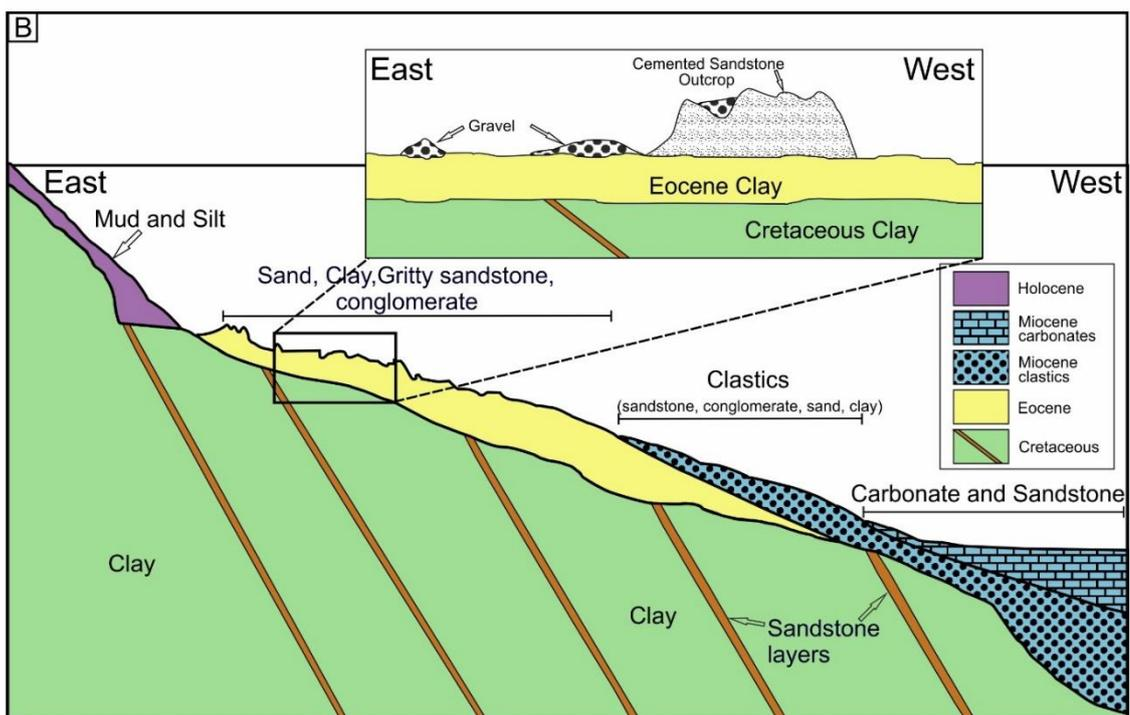 B
East
West
Cemented Sandstone
Outcrop
Gravel
Eocene Clay
Cretaceous Clay
East
West
Mud and Silt
Sand, Clay,Gritty sandstone,
conglomerate
Holocene
Miocene
carbonates
Miocene
clastics
Eocene
Cretaceous
Clastics
(sandstone, conglomerate, sand, clay)
Carbonate and Sandstone
Clay
Clay
Sandstone
layers